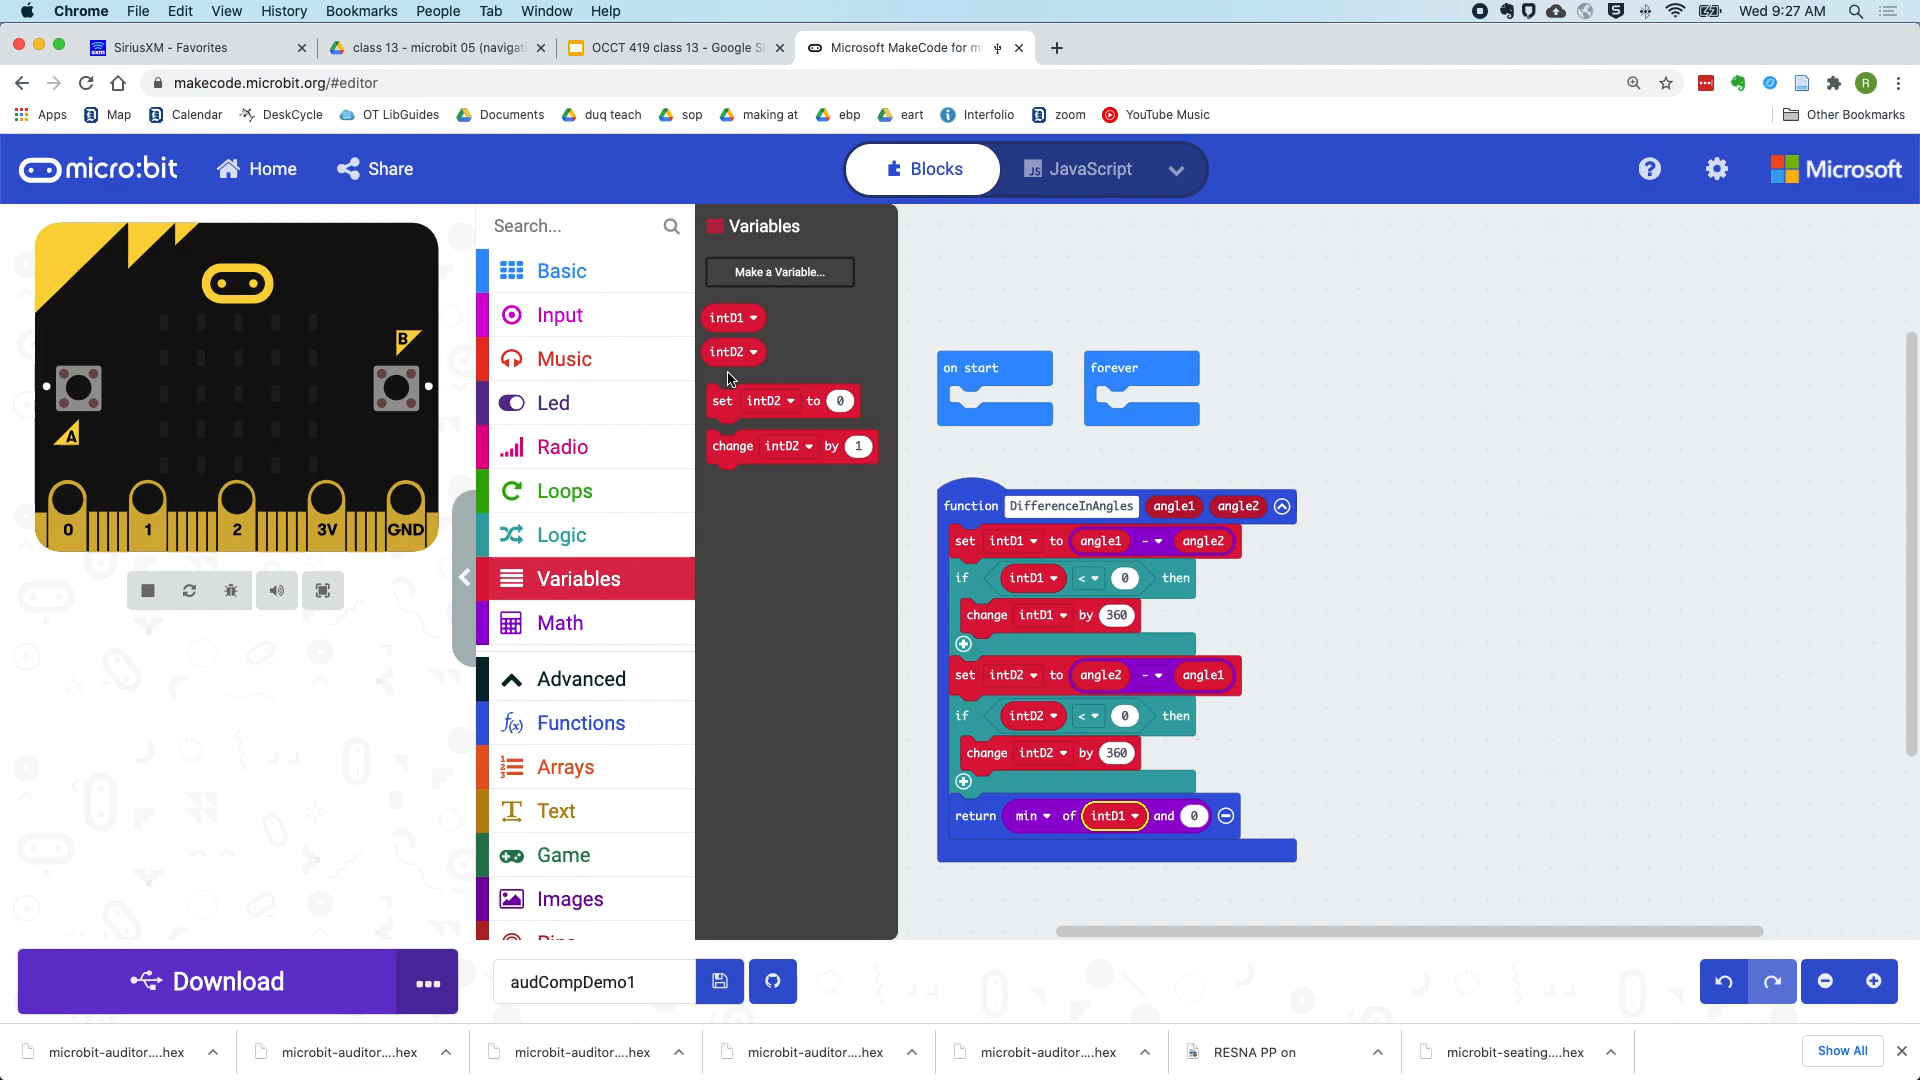 Chrome File Edit View History Bookmarks People Tab Window Help Wed 9:27 AM
SiriusXM - Favorites class 13 - microbit 05 (navigati OCCT 419 class 13 - Google Sl Microsoft MakeCode for mi
makecode.microbit.org/#editor R
Apps Map Calendar DeskCycle OT LibGuides Documents duq teach sop making at ebp eart Interfolio zoom YouTube Music Other Bookmarks
micro:bit Home Share Blocks JavaScript Microsoft
Search...
Basic
Input
Music
Led
Radio
Loops
Logic
Variables
Math
Advanced
Functions
Arrays
Text
Game
Images
B
A
0 1 2 3V GND
Variables
Make a Variable...
intD1
intD2
set intD2 to 0
change intD2 by 1
on start
forever
function DifferenceInAngles angle1 angle2
set intD1 to angle1 - angle2
if intD1 < 0 then
change intD1 by 360
set intD2 to angle2 - angle1
if intD2 < 0 then
change intD2 by 360
return min of intD1 and 0
Download
audCompDemo1
microbit-auditor....hex microbit-auditor....hex microbit-auditor....hex microbit-auditor....hex microbit-auditor....hex RESNA PP on microbit-seating....hex Show All